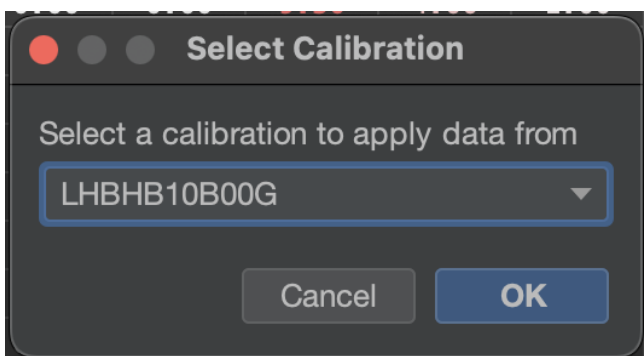 Select Calibration
Select a calibration to apply data from
LHBHB10B00G
Cancel
OK